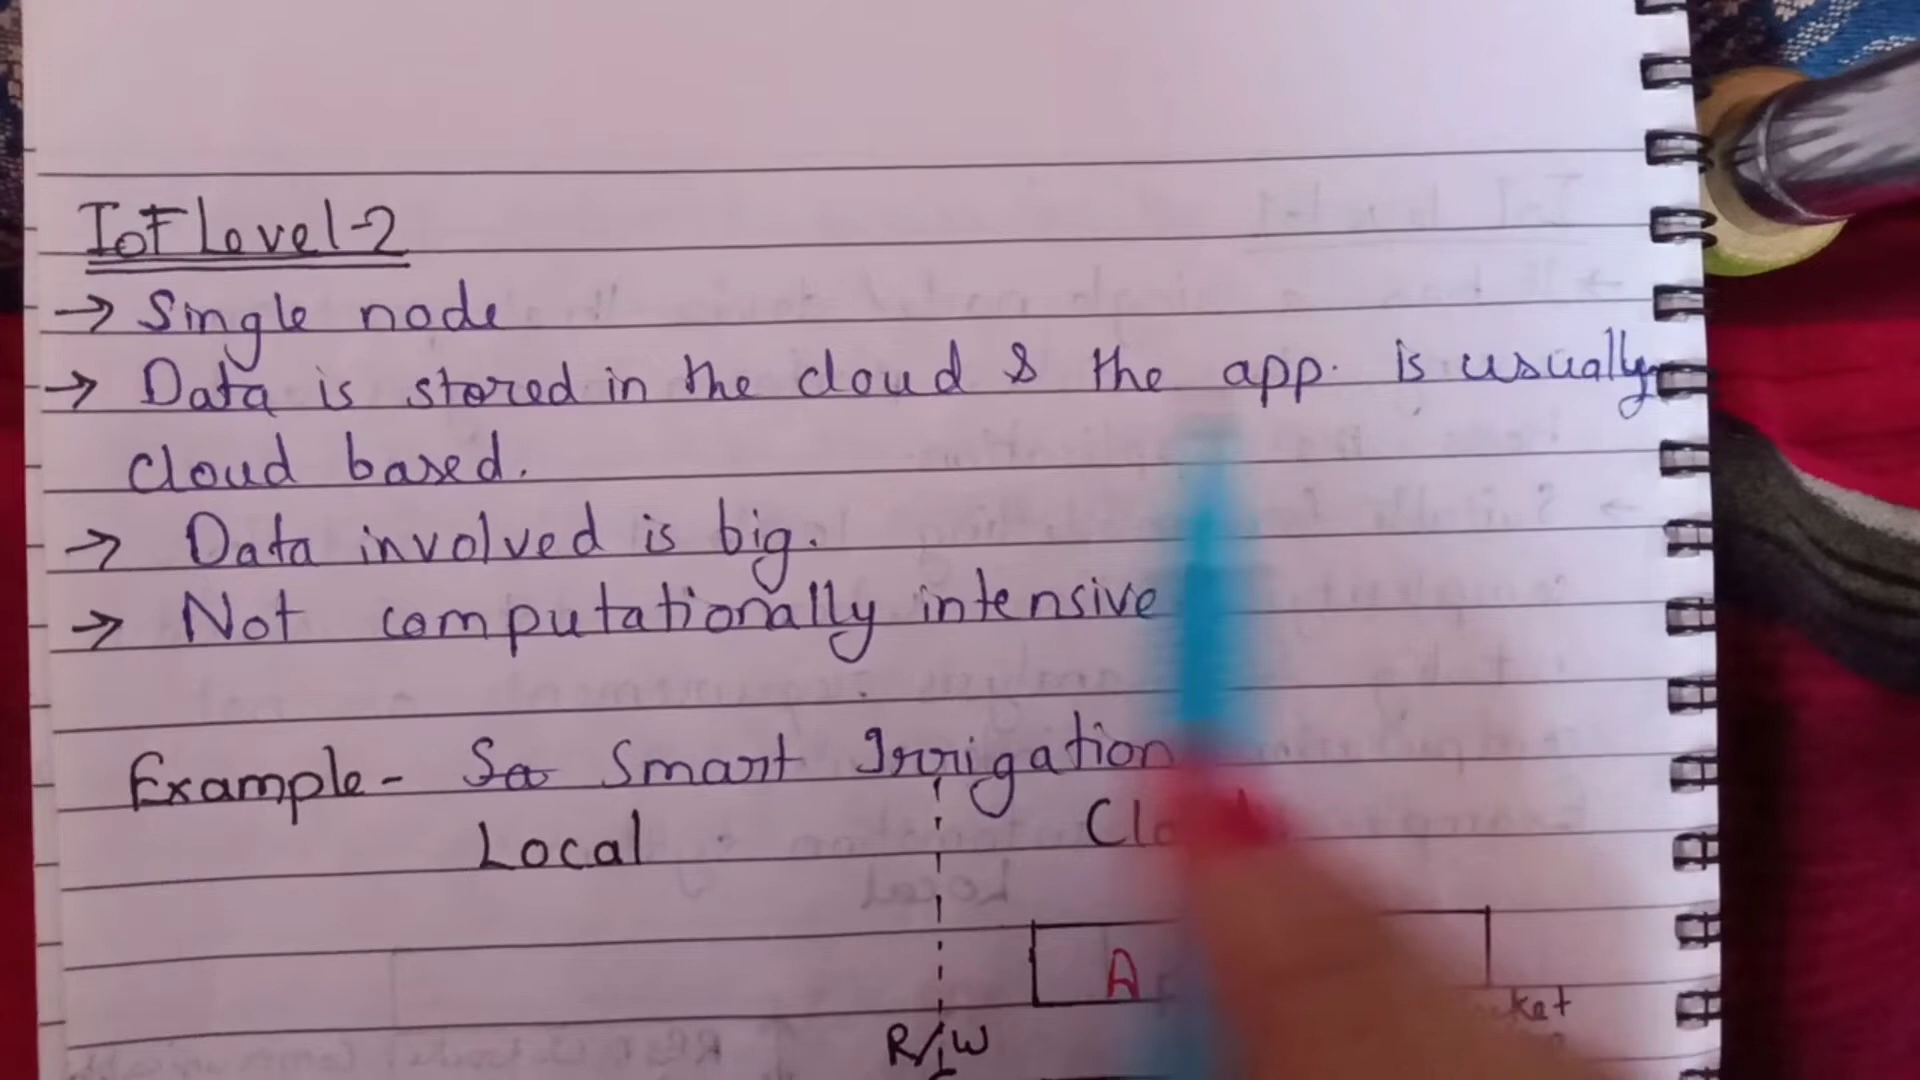 IoT Level-2
→ Single node
→ Data is stored in the cloud & the app. is usually
cloud based.
→ Data involved is big.
→ Not computationally intensive
Example - Sa Smart Irrigation
Local
R/W